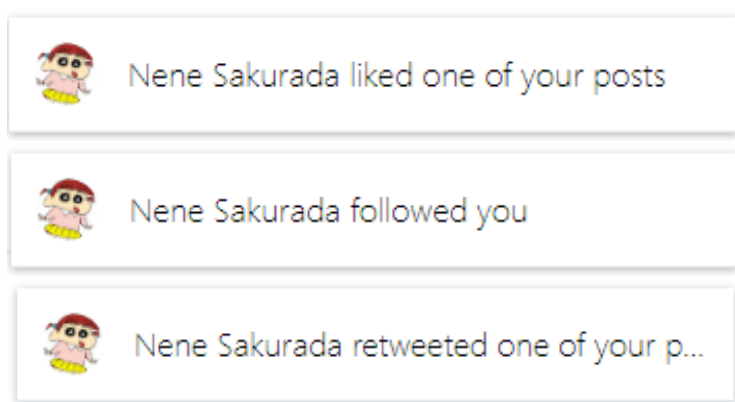 Nene Sakurada liked one of your posts
Nene Sakurada followed you
Nene Sakurada retweeted one of your p...